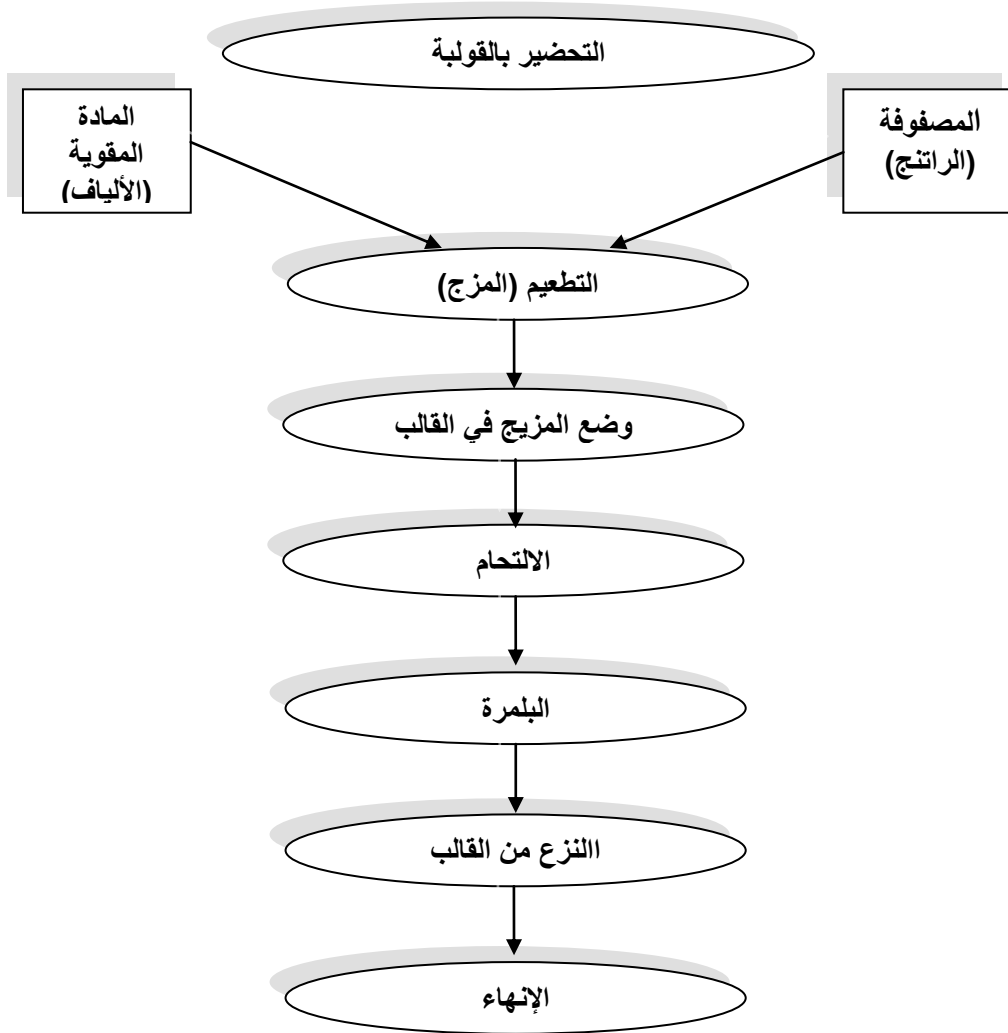 التحضير بالقولبة
المصفوفة
(الراتنج)
المادة
المقوية
(الألياف)
التطعيم (المزج)
وضع المزيج في القالب
الالتحام
البلمرة
االنزع من القالب
الإنهاء